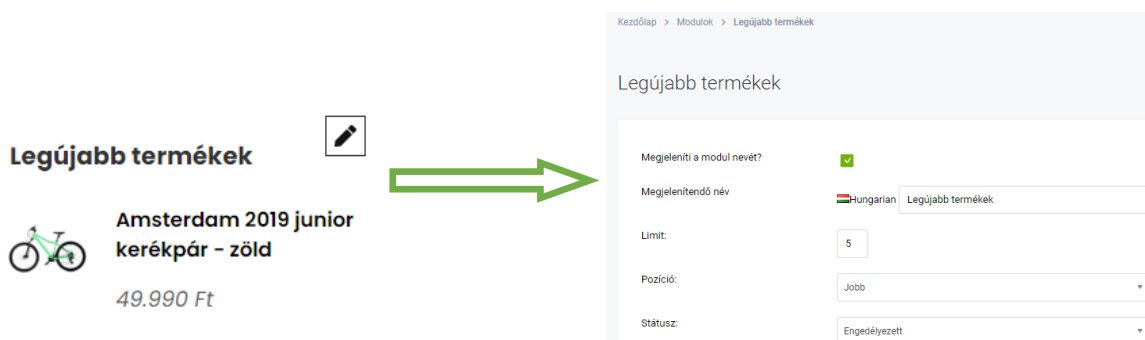 Legújabb termékek
Amsterdam 2019 junior
kerékpár - zöld
49.990 Ft
Kezdőlap > Modulok > Legújabb termékek
Legújabb termékek
Megjeleníti a modul nevét?
Megjelenítendő név
Hungarian Legújabb termékek
Limit:
5
Pozíció:
Jobb
Státusz:
Engedélyezett